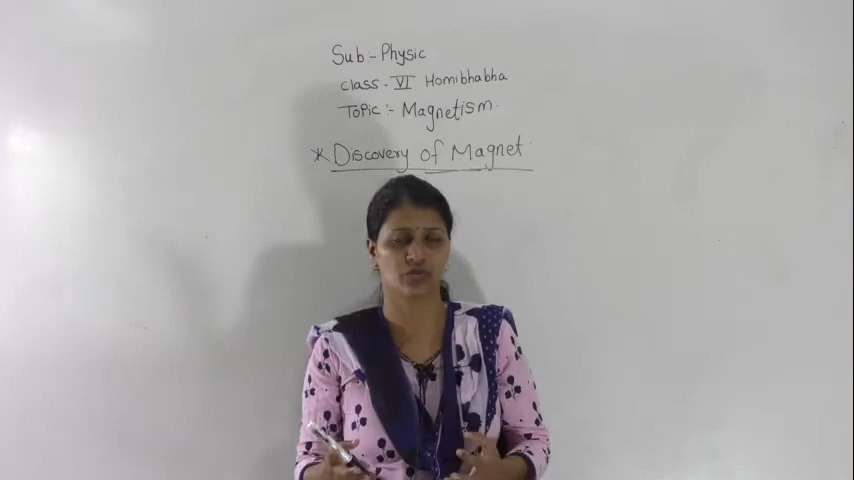 Sub:- Physic
class - VI Homibhabha
Topic :- Magnetism.
* Discovery of Magnet